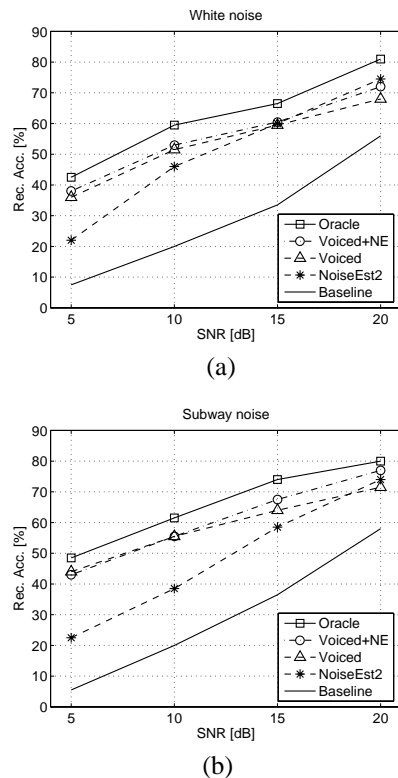 White noise
90
80
70
60
50
40
30
20
10
0
Rec. Acc. [%]
5 10 15 20
SNR [dB]
Oracle
Voiced+NE
Voiced
NoiseEst2
Baseline
(a)
Subway noise
90
80
70
60
50
40
30
20
10
0
Rec. Acc. [%]
5 10 15 20
SNR [dB]
Oracle
Voiced+NE
Voiced
NoiseEst2
Baseline
(b)